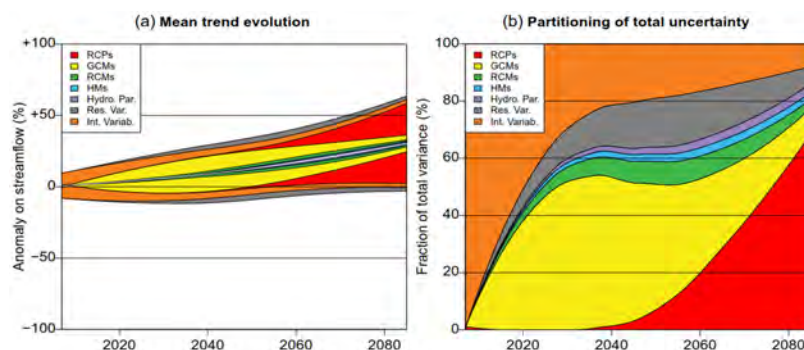 (a) Mean trend evolution
Anomaly on streamflow (%)
+100
+50
0
−50
−100
RCPs
GCMs
RCMs
HMs
Hydro. Par.
Res. Var.
Int. Variab.
2020
2040
2060
2080
(b) Partitioning of total uncertainty
Fraction of total variance (%)
100
80
60
40
20
0
RCPs
GCMs
RCMs
HMs
Hydro. Par.
Res. Var.
Int. Variab.
2020
2040
2060
2080